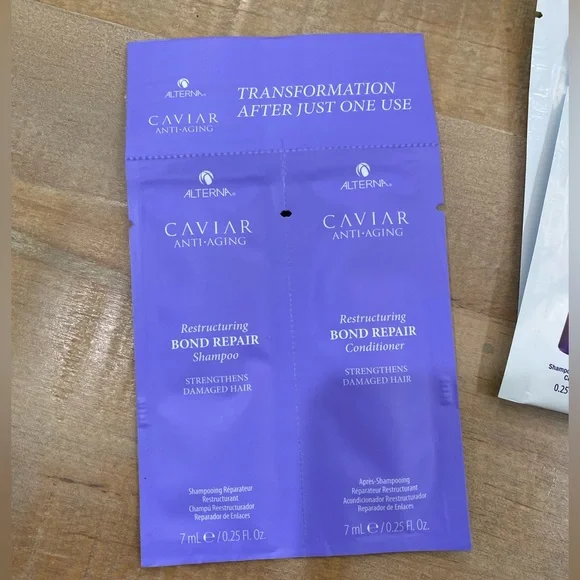 ALTERNA®
CAVIAR
ANTI•AGING
TRANSFORMATION
AFTER JUST ONE USE
ALTERNA®
CAVIAR
ANTI•AGING
Restructuring
BOND REPAIR
Shampoo
STRENGTHENS
DAMAGED HAIR
Shampooing Réparateur
Restructurant
Champú Reestructurador
Reparador de Enlaces
7 mL ℮ / 0.25 Fl. Oz.
ALTERNA®
CAVIAR
ANTI•AGING
Restructuring
BOND REPAIR
Conditioner
STRENGTHENS
DAMAGED HAIR
Après-Shampooing
Réparateur Restructurant
Acondicionador Reestructurador
Reparador de Enlaces
7 mL ℮ / 0.25 Fl. Oz.
0.25